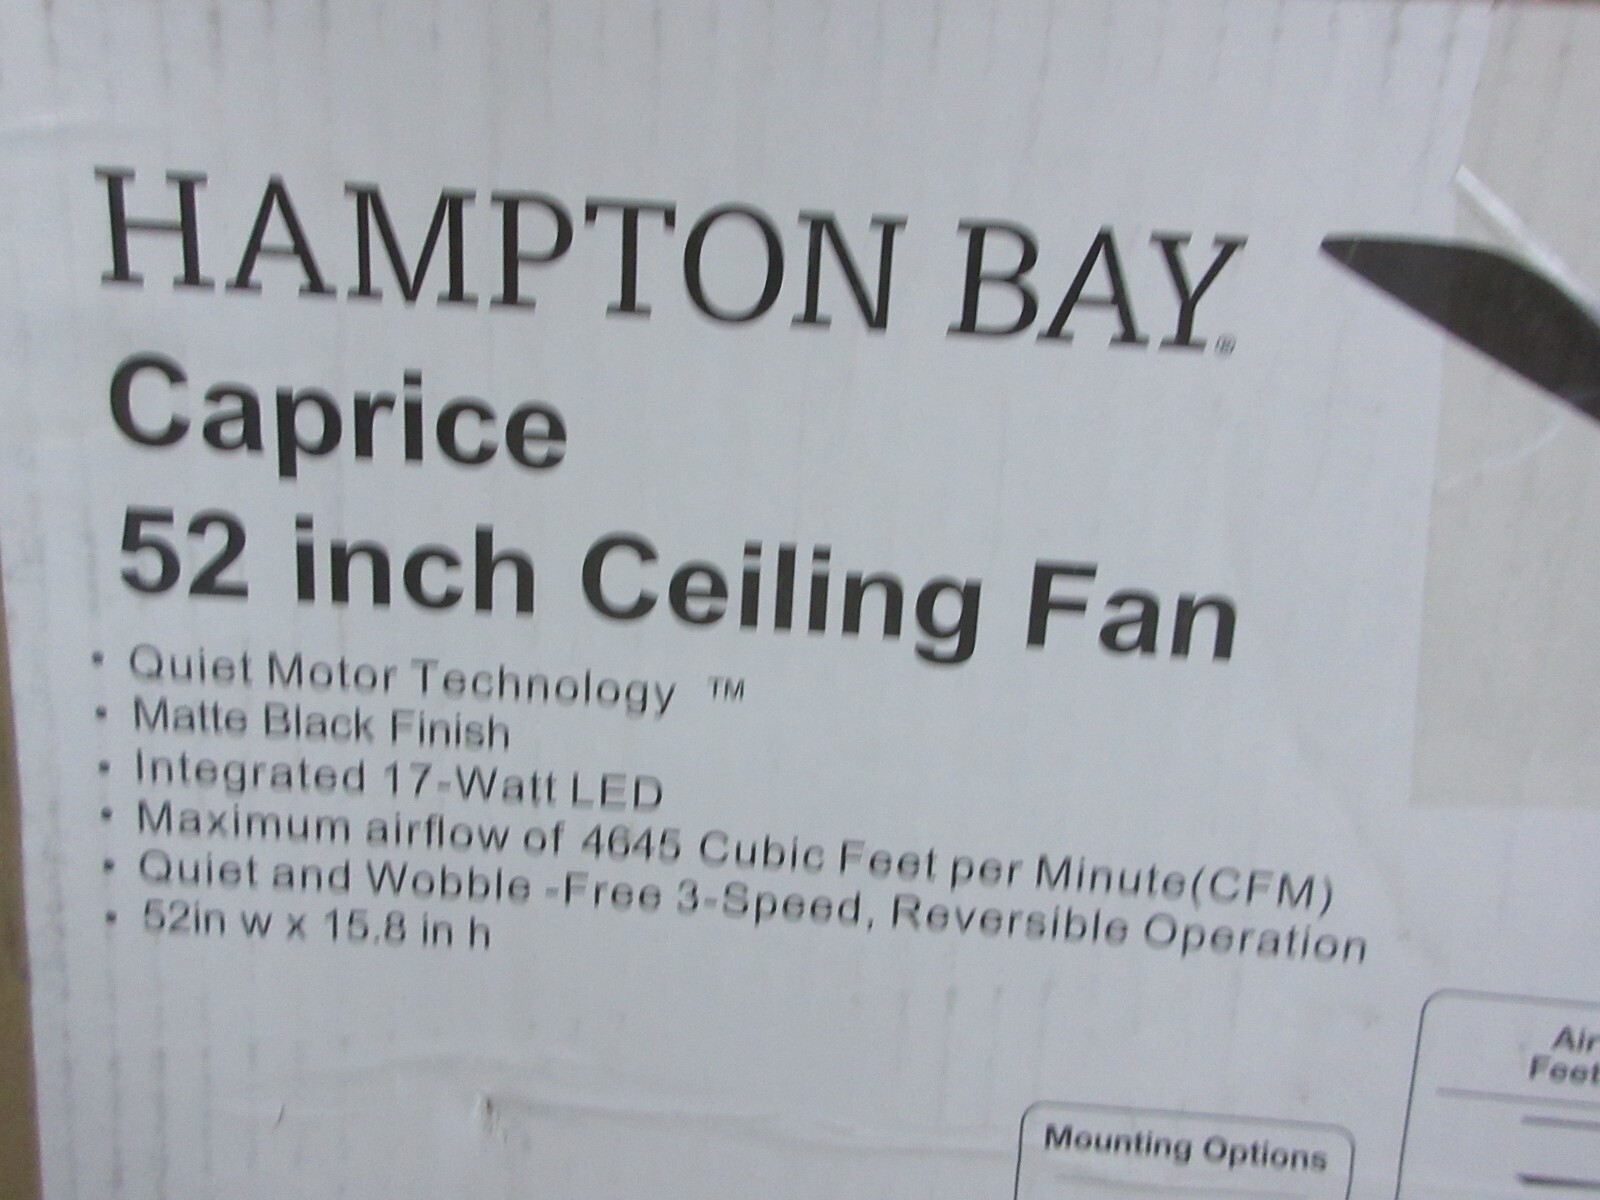 HAMPTON BAY®
Caprice
52 inch Ceiling Fan
• Quiet Motor Technology ™
• Matte Black Finish
• Integrated 17-Watt LED
• Maximum airflow of 4645 Cubic Feet per Minute(CFM)
• Quiet and Wobble -Free 3-Speed, Reversible Operation
• 52in w x 15.8 in h
Air
Feet
Mounting Options